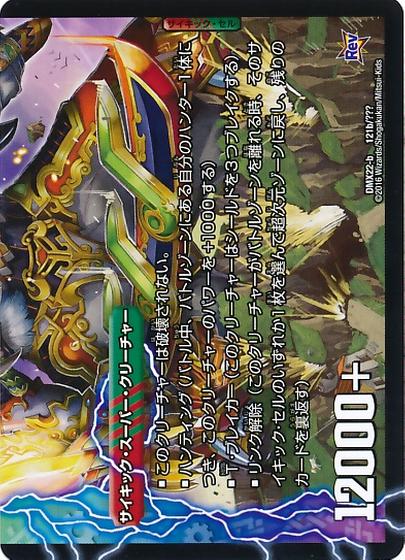 サイキック・セル
サイキック・スーパー・クリーチャー
■このクリーチャーは破壊されない。
▼ハンティング(バトル中、バトルゾーンにある自分のハンター1体に
つき、このクリーチャーのパワーを+1000する)
■T・ブレイカー(このクリーチャーはシールドを3つブレイクする)
■リンク解除(このクリーチャーがバトルゾーンを離れる時、そのサ
イキック・セルのいずれか1枚を選んで超次元ゾーンに戻し、残りの
カードを裏返す)
12000+
Rev
DMX22-b 121b/???
©2016 Wizards/Shogakukan/Mitsui-Kids